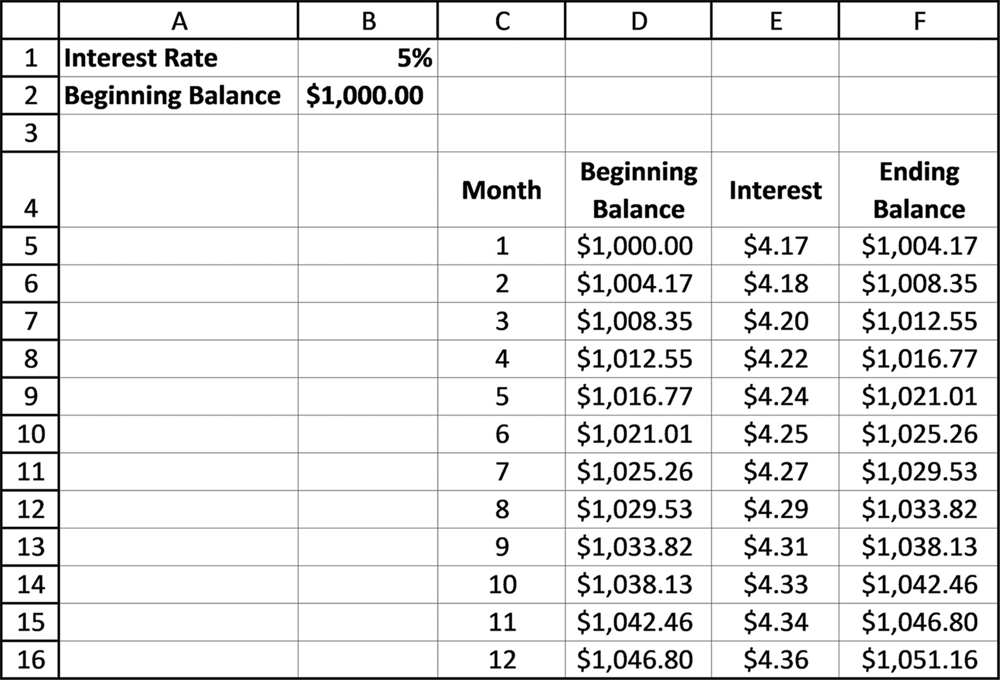 A B C D E F
1 Interest Rate 5%
2 Beginning Balance $1,000.00
3
4 Month Beginning Balance Interest Ending Balance
5 1 $1,000.00 $4.17 $1,004.17
6 2 $1,004.17 $4.18 $1,008.35
7 3 $1,008.35 $4.20 $1,012.55
8 4 $1,012.55 $4.22 $1,016.77
9 5 $1,016.77 $4.24 $1,021.01
10 6 $1,021.01 $4.25 $1,025.26
11 7 $1,025.26 $4.27 $1,029.53
12 8 $1,029.53 $4.29 $1,033.82
13 9 $1,033.82 $4.31 $1,038.13
14 10 $1,038.13 $4.33 $1,042.46
15 11 $1,042.46 $4.34 $1,046.80
16 12 $1,046.80 $4.36 $1,051.16